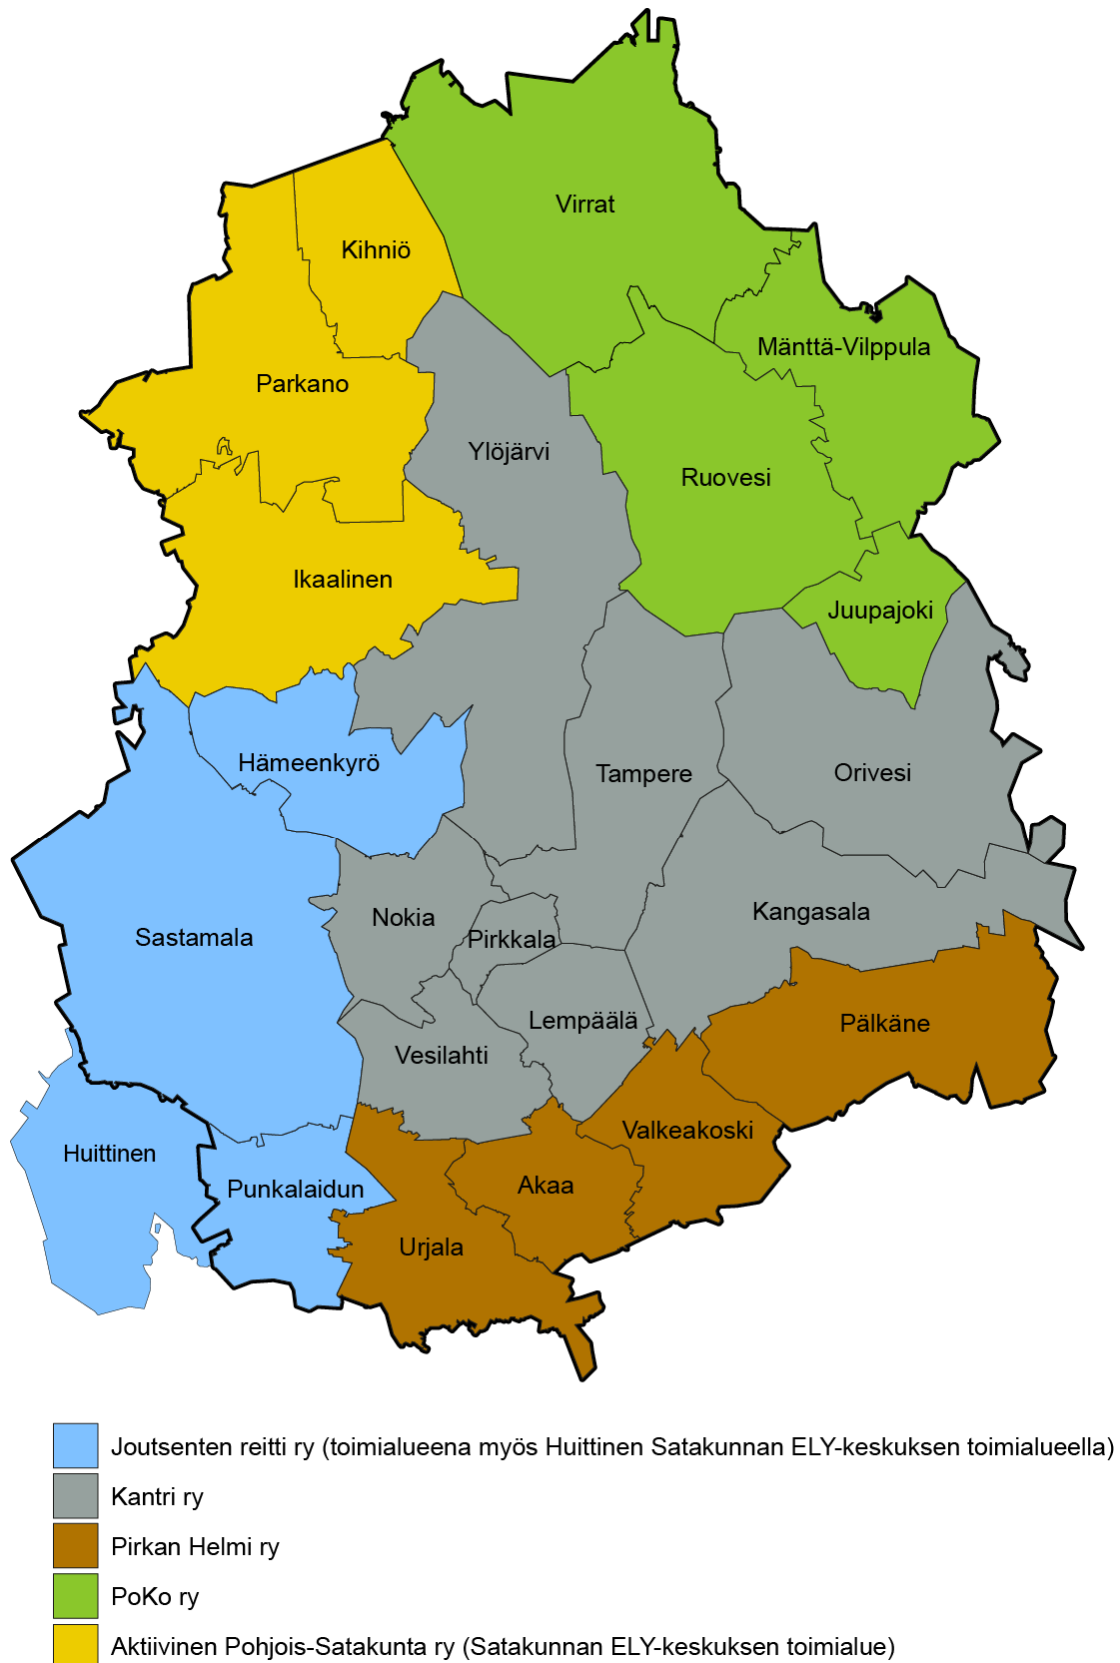 Virrat
Kihniö
Mänttä-Vilppula
Parkano
Ylöjärvi
Ruovesi
Ikaalinen
Juupajoki
Hämeenkyrö
Tampere
Orivesi
Kangasala
Nokia
Sastamala
Pirkkala
Lempäälä
Pälkäne
Vesilahti
Valkeakoski
Huittinen
Akaa
Punkalaidun
Urjala
Joutsenten reitti ry (toimialueena myös Huittinen Satakunnan ELY-keskuksen toimialueella)
Kantri ry
Pirkan Helmi ry
PoKo ry
Aktiivinen Pohjois-Satakunta ry (Satakunnan ELY-keskuksen toimialue)